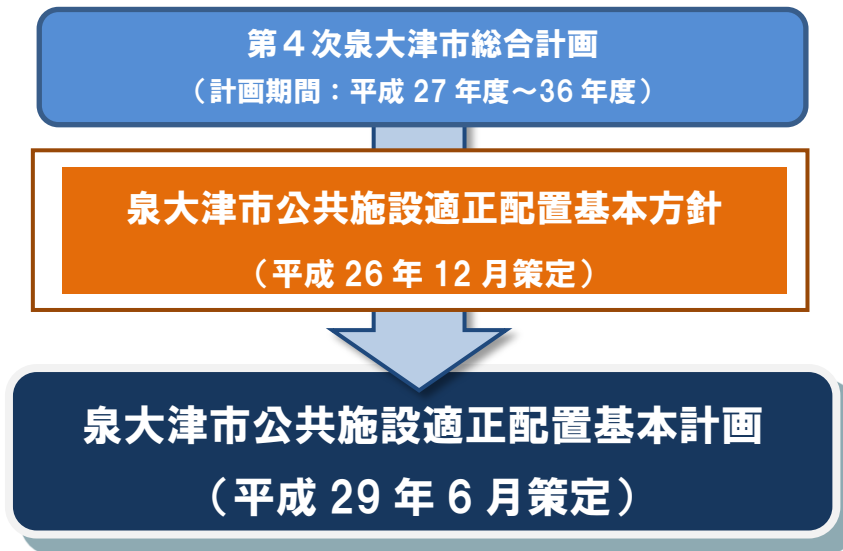 第４次泉大津市総合計画
（計画期間：平成 27 年度～36 年度）
泉大津市公共施設適正配置基本方針
（平成 26 年 12 月策定）
泉大津市公共施設適正配置基本計画
（平成 29 年 6 月策定）